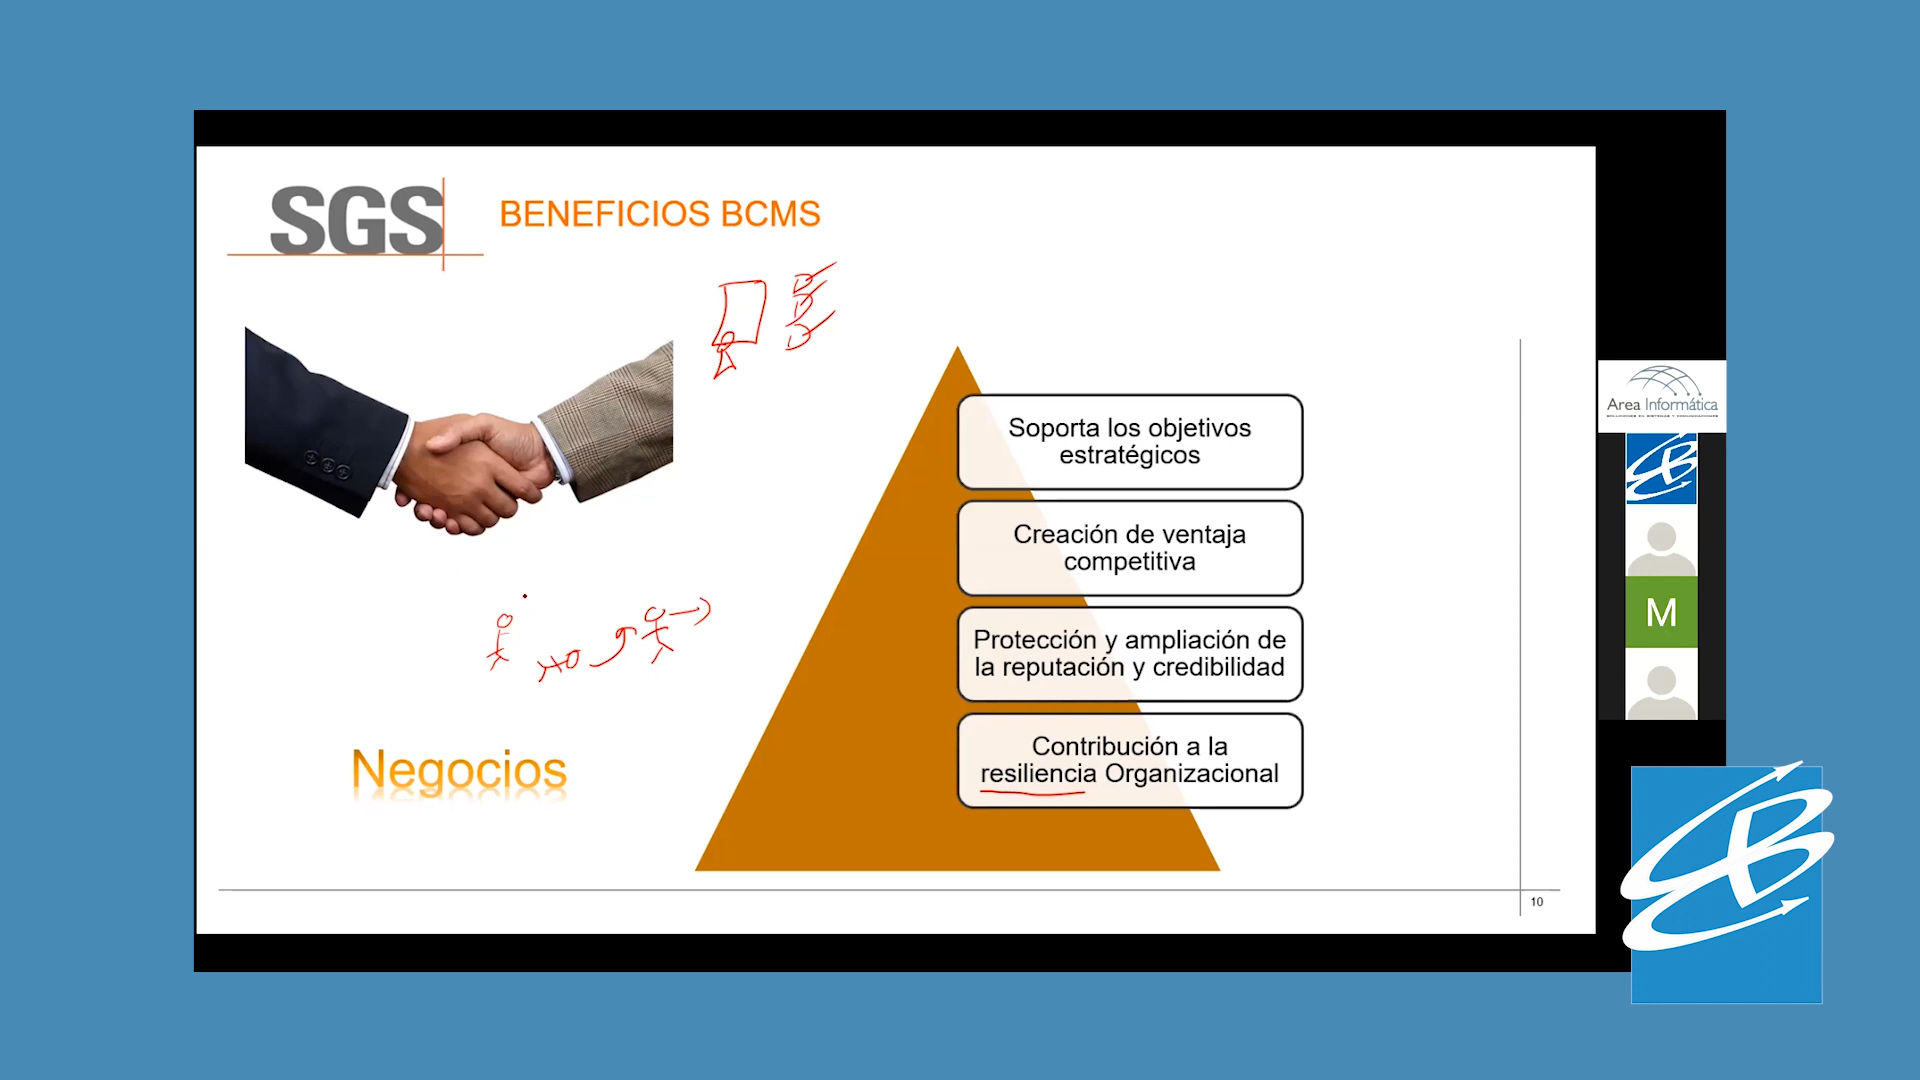 SGS
BENEFICIOS BCMS
Soporta los objetivos
estratégicos
Creación de ventaja
competitiva
Protección y ampliación de
la reputación y credibilidad
Contribución a la
resiliencia Organizacional
Negocios
10
Area Informática
M